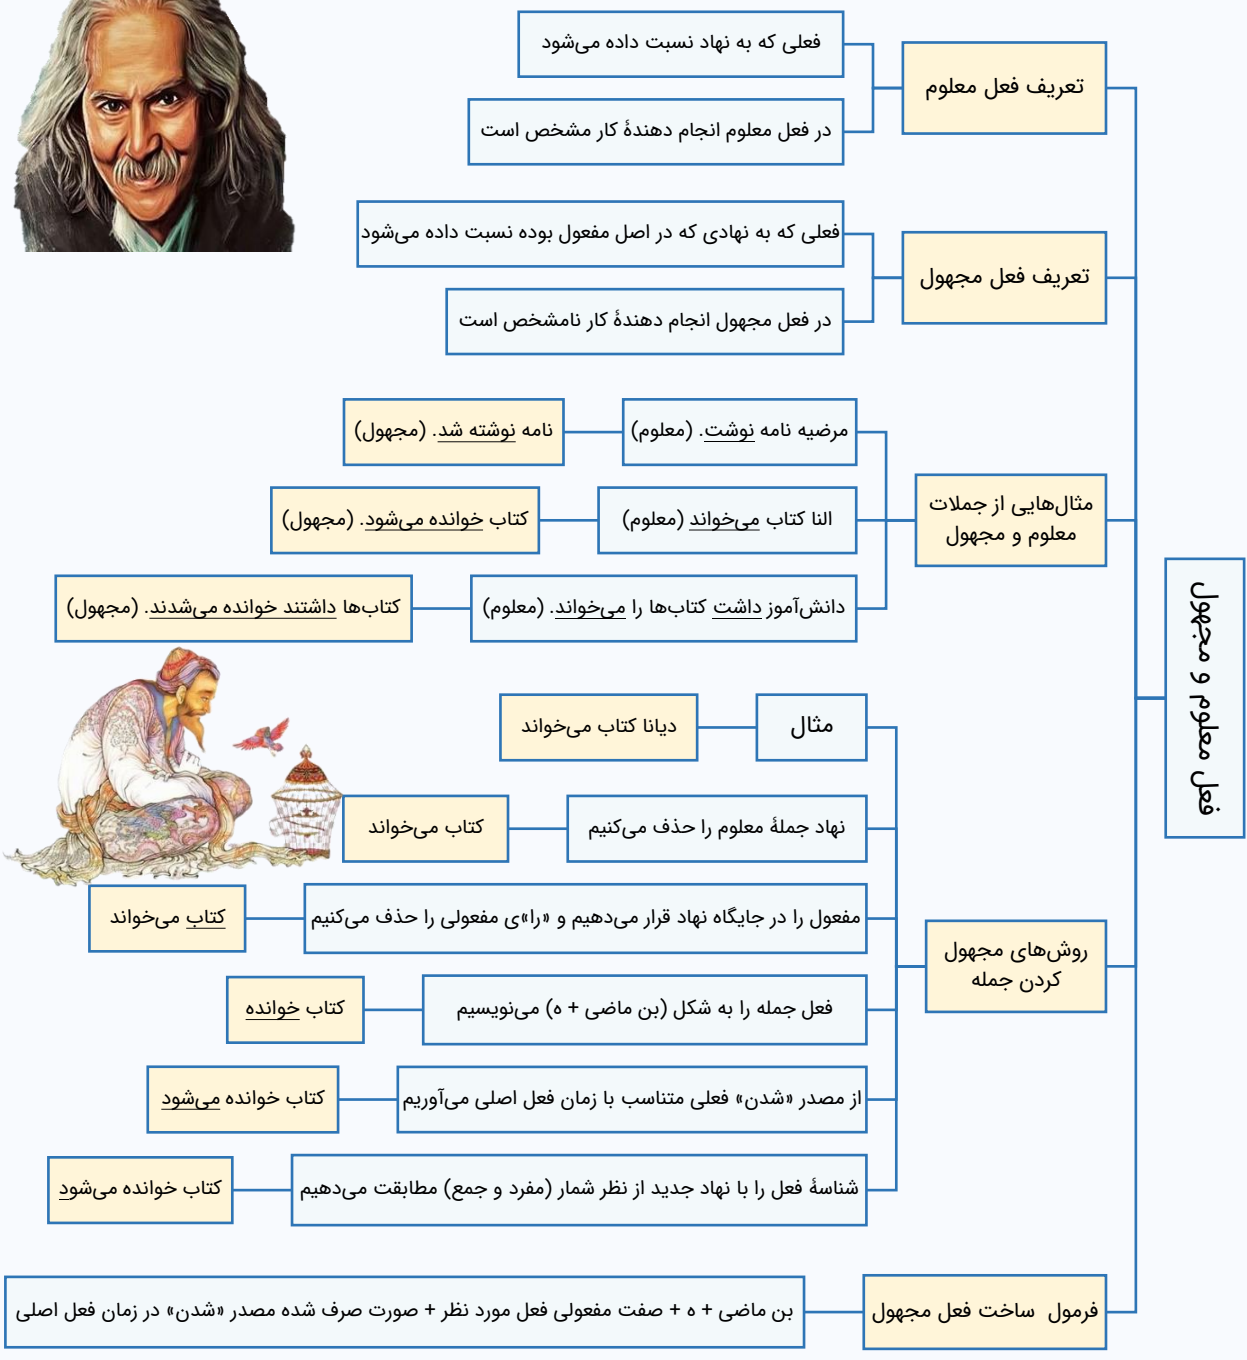 فعل معلوم و مجهول
تعریف فعل معلوم
فعلی که به نهاد نسبت داده می‌شود
در فعل معلوم انجام دهندهٔ کار مشخص است
تعریف فعل مجهول
فعلی که به نهادی که در اصل مفعول بوده نسبت داده می‌شود
در فعل مجهول انجام دهندهٔ کار نامشخص است
مثال‌هایی از جملات
معلوم و مجهول
مرضیه نامه نوشت. (معلوم)
نامه نوشته شد. (مجهول)
النا کتاب می‌خواند (معلوم)
کتاب خوانده می‌شود. (مجهول)
دانش‌آموز داشت کتاب‌ها را می‌خواند. (معلوم)
کتاب‌ها داشتند خوانده می‌شدند. (مجهول)
روش‌های مجهول
کردن جمله
مثال
دیانا کتاب می‌خواند
نهاد جملهٔ معلوم را حذف می‌کنیم
کتاب می‌خواند
مفعول را در جایگاه نهاد قرار می‌دهیم و «را»ی مفعولی را حذف می‌کنیم
کتاب می‌خواند
فعل جمله را به شکل (بن ماضی + ه) می‌نویسیم
کتاب خوانده
از مصدر «شدن» فعلی متناسب با زمان فعل اصلی می‌آوریم
کتاب خوانده می‌شود
شناسهٔ فعل را با نهاد جدید از نظر شمار (مفرد و جمع) مطابقت می‌دهیم
کتاب خوانده می‌شود
فرمول ساخت فعل مجهول
بن ماضی + ه + صفت مفعولی فعل مورد نظر + صورت صرف شده مصدر «شدن» در زمان فعل اصلی